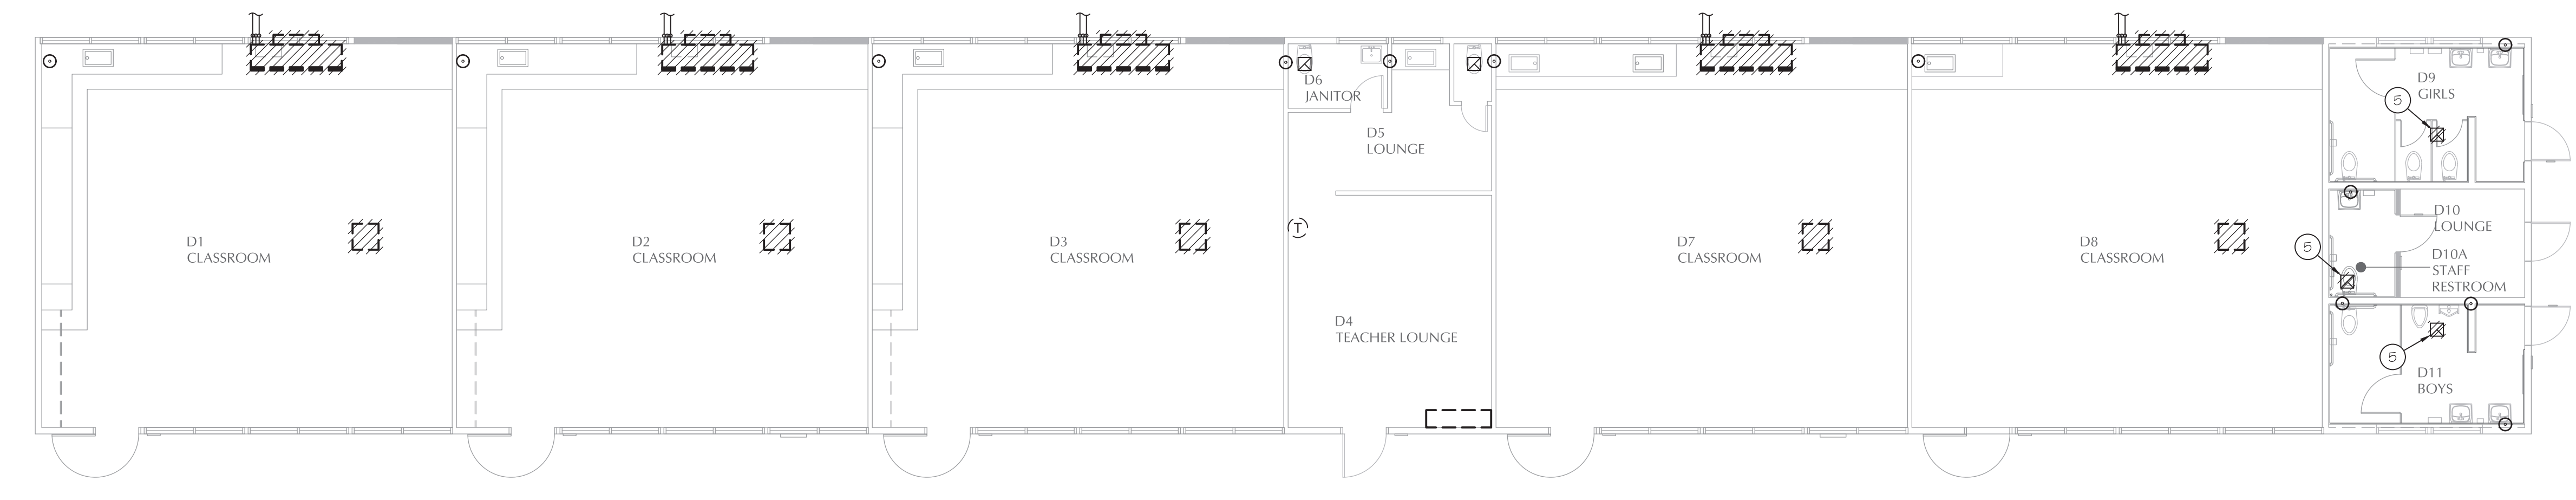 D1
CLASSROOM
D2
CLASSROOM
D3
CLASSROOM
D6
JANITOR
D5
LOUNGE
T
D4
TEACHER LOUNGE
D7
CLASSROOM
D8
CLASSROOM
D9
GIRLS
5
D10
LOUNGE
5
D10A
STAFF
RESTROOM
5
D11
BOYS